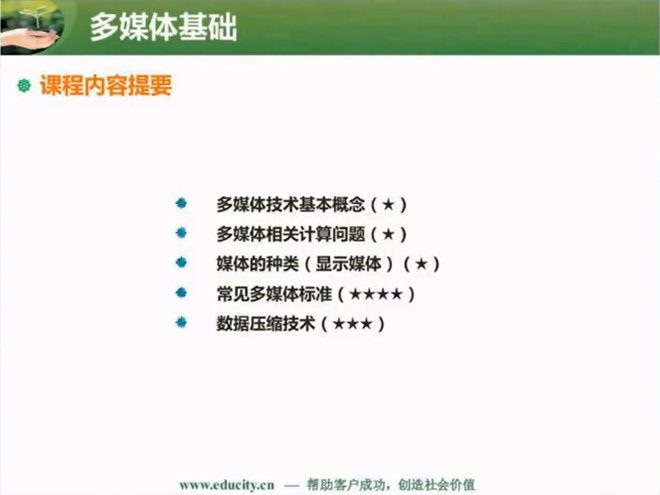 多媒体基础
课程内容提要
多媒体技术基本概念（★）
多媒体相关计算问题（★）
媒体的种类（显示媒体）（★）
常见多媒体标准（★★★★）
数据压缩技术（★★★）
www.educity.cn — 帮助客户成功，创造社会价值